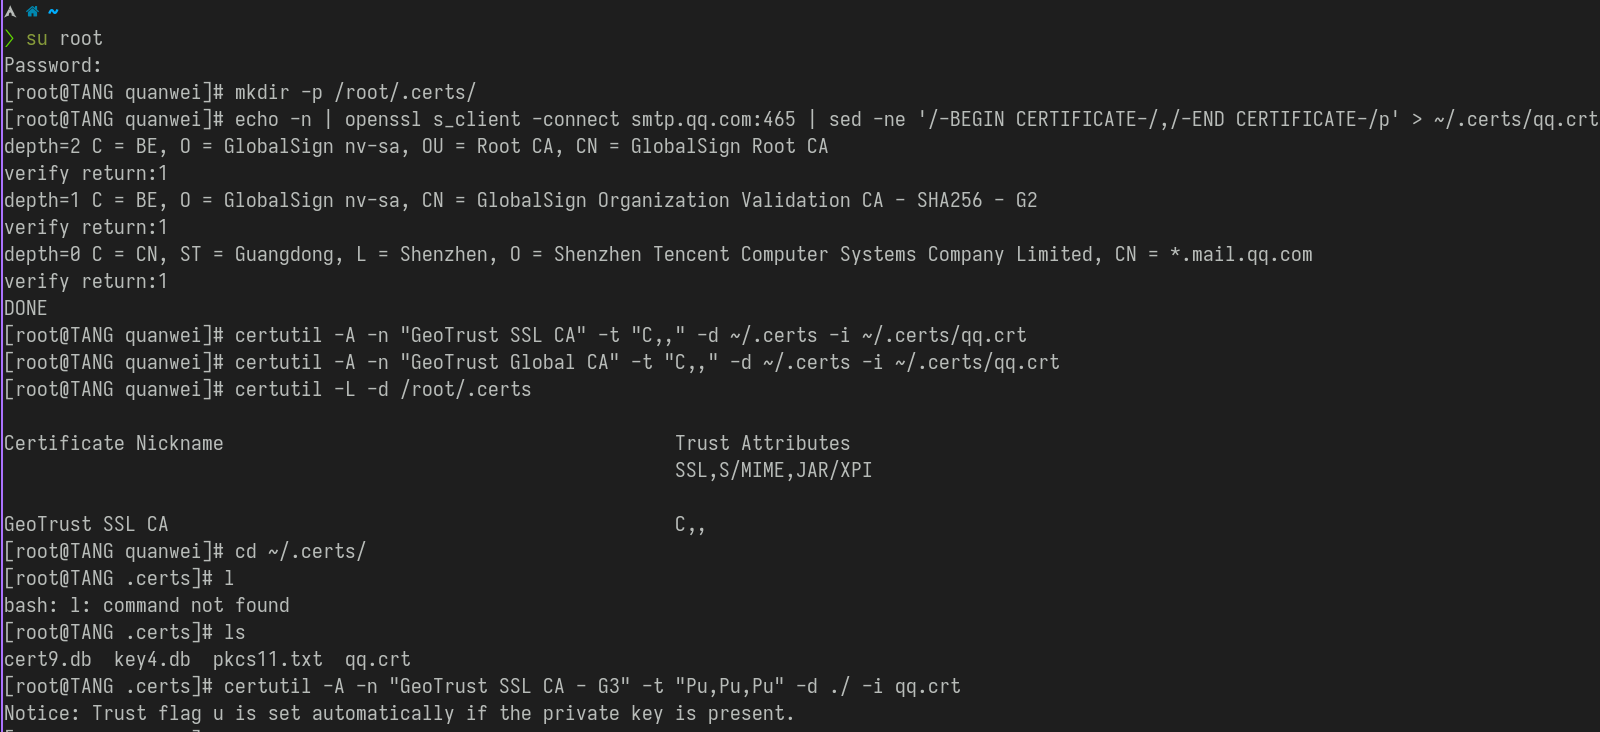 ~
❯ su root
Password:
[root@TANG quanwei]# mkdir -p /root/.certs/
[root@TANG quanwei]# echo -n | openssl s_client -connect smtp.qq.com:465 | sed -ne '/-BEGIN CERTIFICATE-/,/-END CERTIFICATE-/p' > ~/.certs/qq.crt
depth=2 C = BE, O = GlobalSign nv-sa, OU = Root CA, CN = GlobalSign Root CA
verify return:1
depth=1 C = BE, O = GlobalSign nv-sa, CN = GlobalSign Organization Validation CA - SHA256 - G2
verify return:1
depth=0 C = CN, ST = Guangdong, L = Shenzhen, O = Shenzhen Tencent Computer Systems Company Limited, CN = *.mail.qq.com
verify return:1
DONE
[root@TANG quanwei]# certutil -A -n "GeoTrust SSL CA" -t "C,," -d ~/.certs -i ~/.certs/qq.crt
[root@TANG quanwei]# certutil -A -n "GeoTrust Global CA" -t "C,," -d ~/.certs -i ~/.certs/qq.crt
[root@TANG quanwei]# certutil -L -d /root/.certs
Certificate Nickname Trust Attributes
SSL,S/MIME,JAR/XPI
GeoTrust SSL CA C,,
[root@TANG quanwei]# cd ~/.certs/
[root@TANG .certs]# l
bash: l: command not found
[root@TANG .certs]# ls
cert9.db key4.db pkcs11.txt qq.crt
[root@TANG .certs]# certutil -A -n "GeoTrust SSL CA - G3" -t "Pu,Pu,Pu" -d ./ -i qq.crt
Notice: Trust flag u is set automatically if the private key is present.